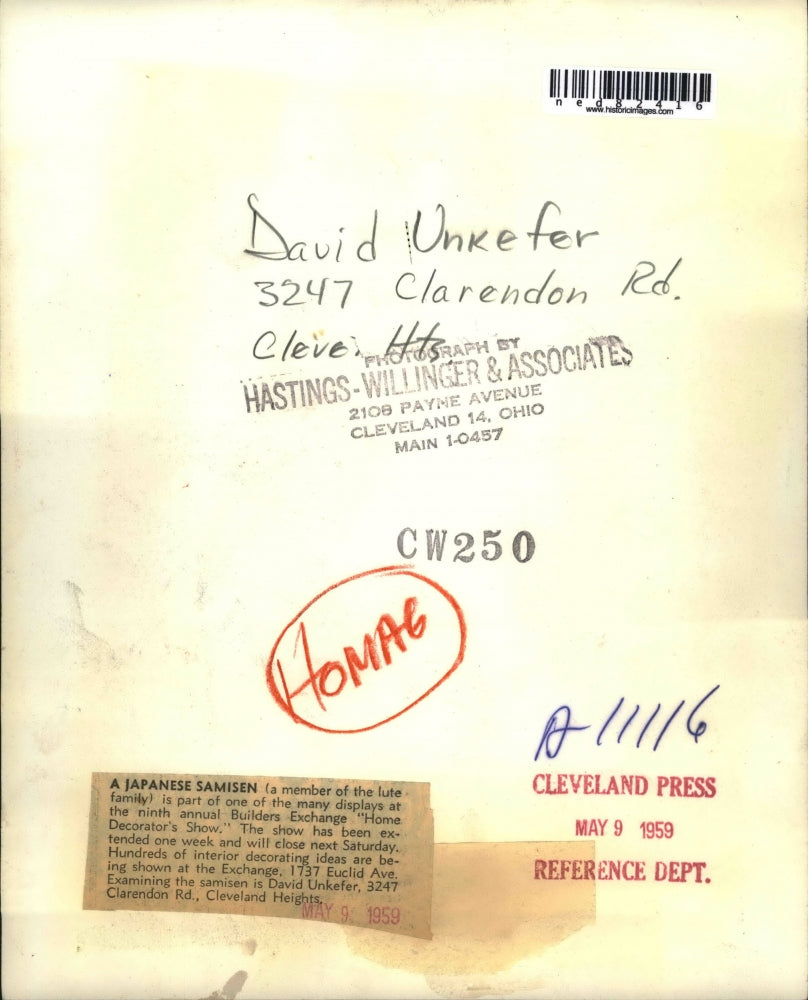 ned82416
www.historicimages.com
David Unkefer
3247 Clarendon Rd.
Cleve. Hts.
PHOTOGRAPH BY
HASTINGS-WILLINGER & ASSOCIATES
2108 PAYNE AVENUE
CLEVELAND 14, OHIO
MAIN 1-0457
CW250
HOMAG
A-11116
CLEVELAND PRESS
MAY 9 1959
REFERENCE DEPT.
A JAPANESE SAMISEN (a member of the lute
family) is part of one of the many displays at
the ninth annual Builders Exchange "Home
Decorator's Show." The show has been ex-
tended one week and will close next Saturday.
Hundreds of interior decorating ideas are be-
ing shown at the Exchange, 1737 Euclid Ave.
Examining the samisen is David Unkefer, 3247
Clarendon Rd., Cleveland Heights.
MAY 9. 1959